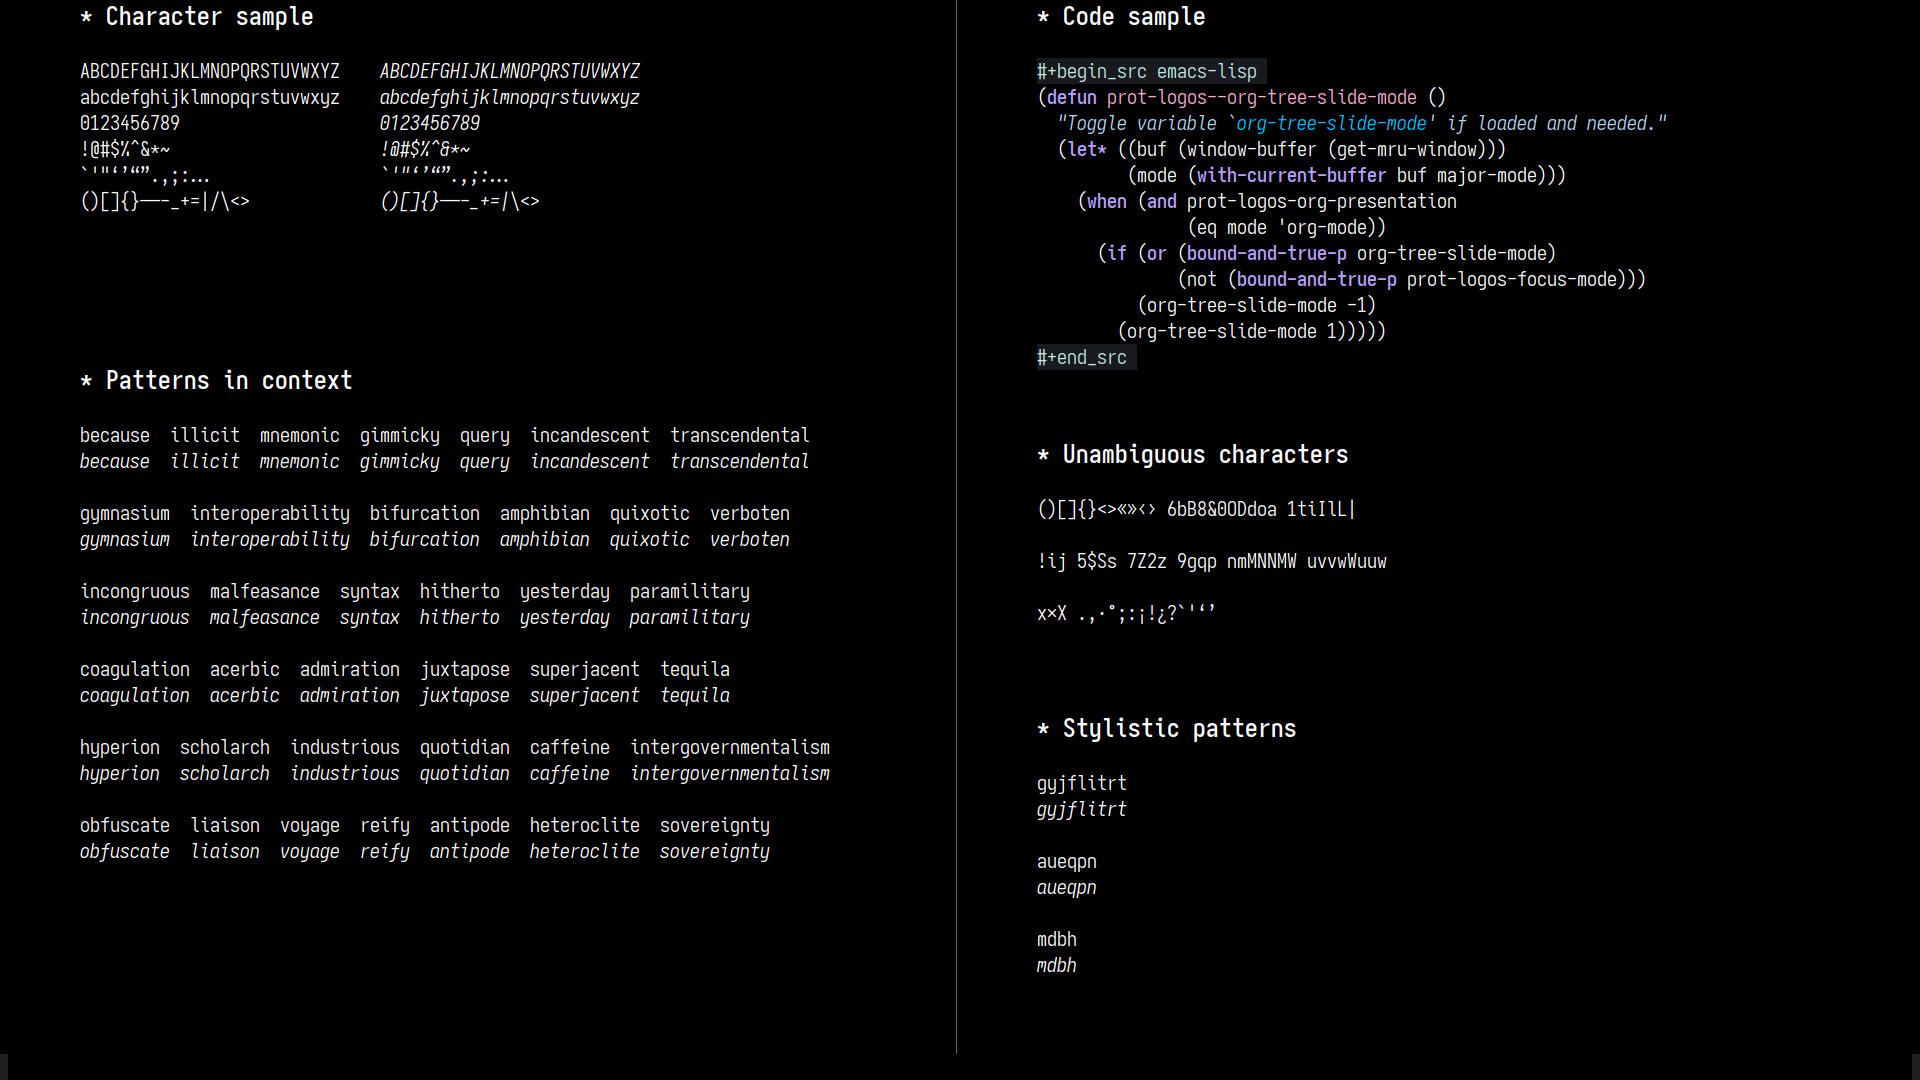 * Character sample
ABCDEFGHIJKLMNOPQRSTUVWXYZ    ABCDEFGHIJKLMNOPQRSTUVWXYZ
abcdefghijklmnopqrstuvwxyz    abcdefghijklmnopqrstuvwxyz
0123456789                    0123456789
!@#$%^&*~                     !@#$%^&*~
`'"‘’“”.,;:…                  `'"‘’“”.,;:…
()[]{}—–-_+=|/\<>             ()[]{}—–-_+=|/\<>
* Patterns in context
because  illicit  mnemonic  gimmicky  query  incandescent  transcendental
because  illicit  mnemonic  gimmicky  query  incandescent  transcendental
gymnasium  interoperability  bifurcation  amphibian  quixotic  verboten
gymnasium  interoperability  bifurcation  amphibian  quixotic  verboten
incongruous  malfeasance  syntax  hitherto  yesterday  paramilitary
incongruous  malfeasance  syntax  hitherto  yesterday  paramilitary
coagulation  acerbic  admiration  juxtapose  superjacent  tequila
coagulation  acerbic  admiration  juxtapose  superjacent  tequila
hyperion  scholarch  industrious  quotidian  caffeine  intergovernmentalism
hyperion  scholarch  industrious  quotidian  caffeine  intergovernmentalism
obfuscate  liaison  voyage  reify  antipode  heteroclite  sovereignty
obfuscate  liaison  voyage  reify  antipode  heteroclite  sovereignty
* Code sample
#+begin_src emacs-lisp
(defun prot-logos--org-tree-slide-mode ()
  "Toggle variable `org-tree-slide-mode' if loaded and needed."
  (let* ((buf (window-buffer (get-mru-window)))
         (mode (with-current-buffer buf major-mode)))
    (when (and prot-logos-org-presentation
               (eq mode 'org-mode))
      (if (or (bound-and-true-p org-tree-slide-mode)
              (not (bound-and-true-p prot-logos-focus-mode)))
          (org-tree-slide-mode -1)
        (org-tree-slide-mode 1)))))
#+end_src
* Unambiguous characters
()[]{}<>«»‹› 6bB8&0ODdoa 1tiIlL|
!ij 5$Ss 7Z2z 9gqp nmMNNMW uvvwWuuw
x×X .,·°;:¡!¿?`'‘’
* Stylistic patterns
gyjflitrt
gyjflitrt
aueqpn
aueqpn
mdbh
mdbh